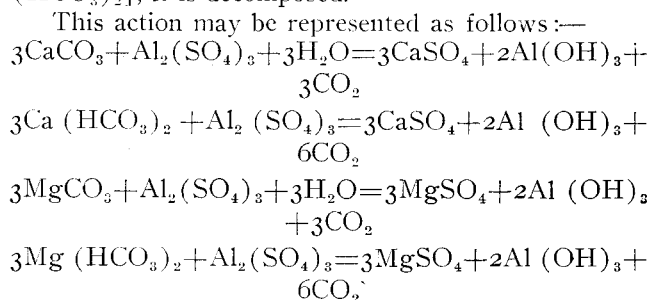 This action may be represented as follows:—
3CaCO₃+Al₂(SO₄)₃+3H₂O=3CaSO₄+2Al(OH)₃+
3CO₂
3Ca (HCO₃)₂ +Al₂ (SO₄)₃=3CaSO₄+2Al (OH)₃+
6CO₂
3MgCO₃+Al₂(SO₄)₃+3H₂O=3MgSO₄+2Al (OH)₃
+3CO₂
3Mg (HCO₃)₂+Al₂(SO₄)₃=3MgSO₄+2Al (OH)₃+
6CO₂